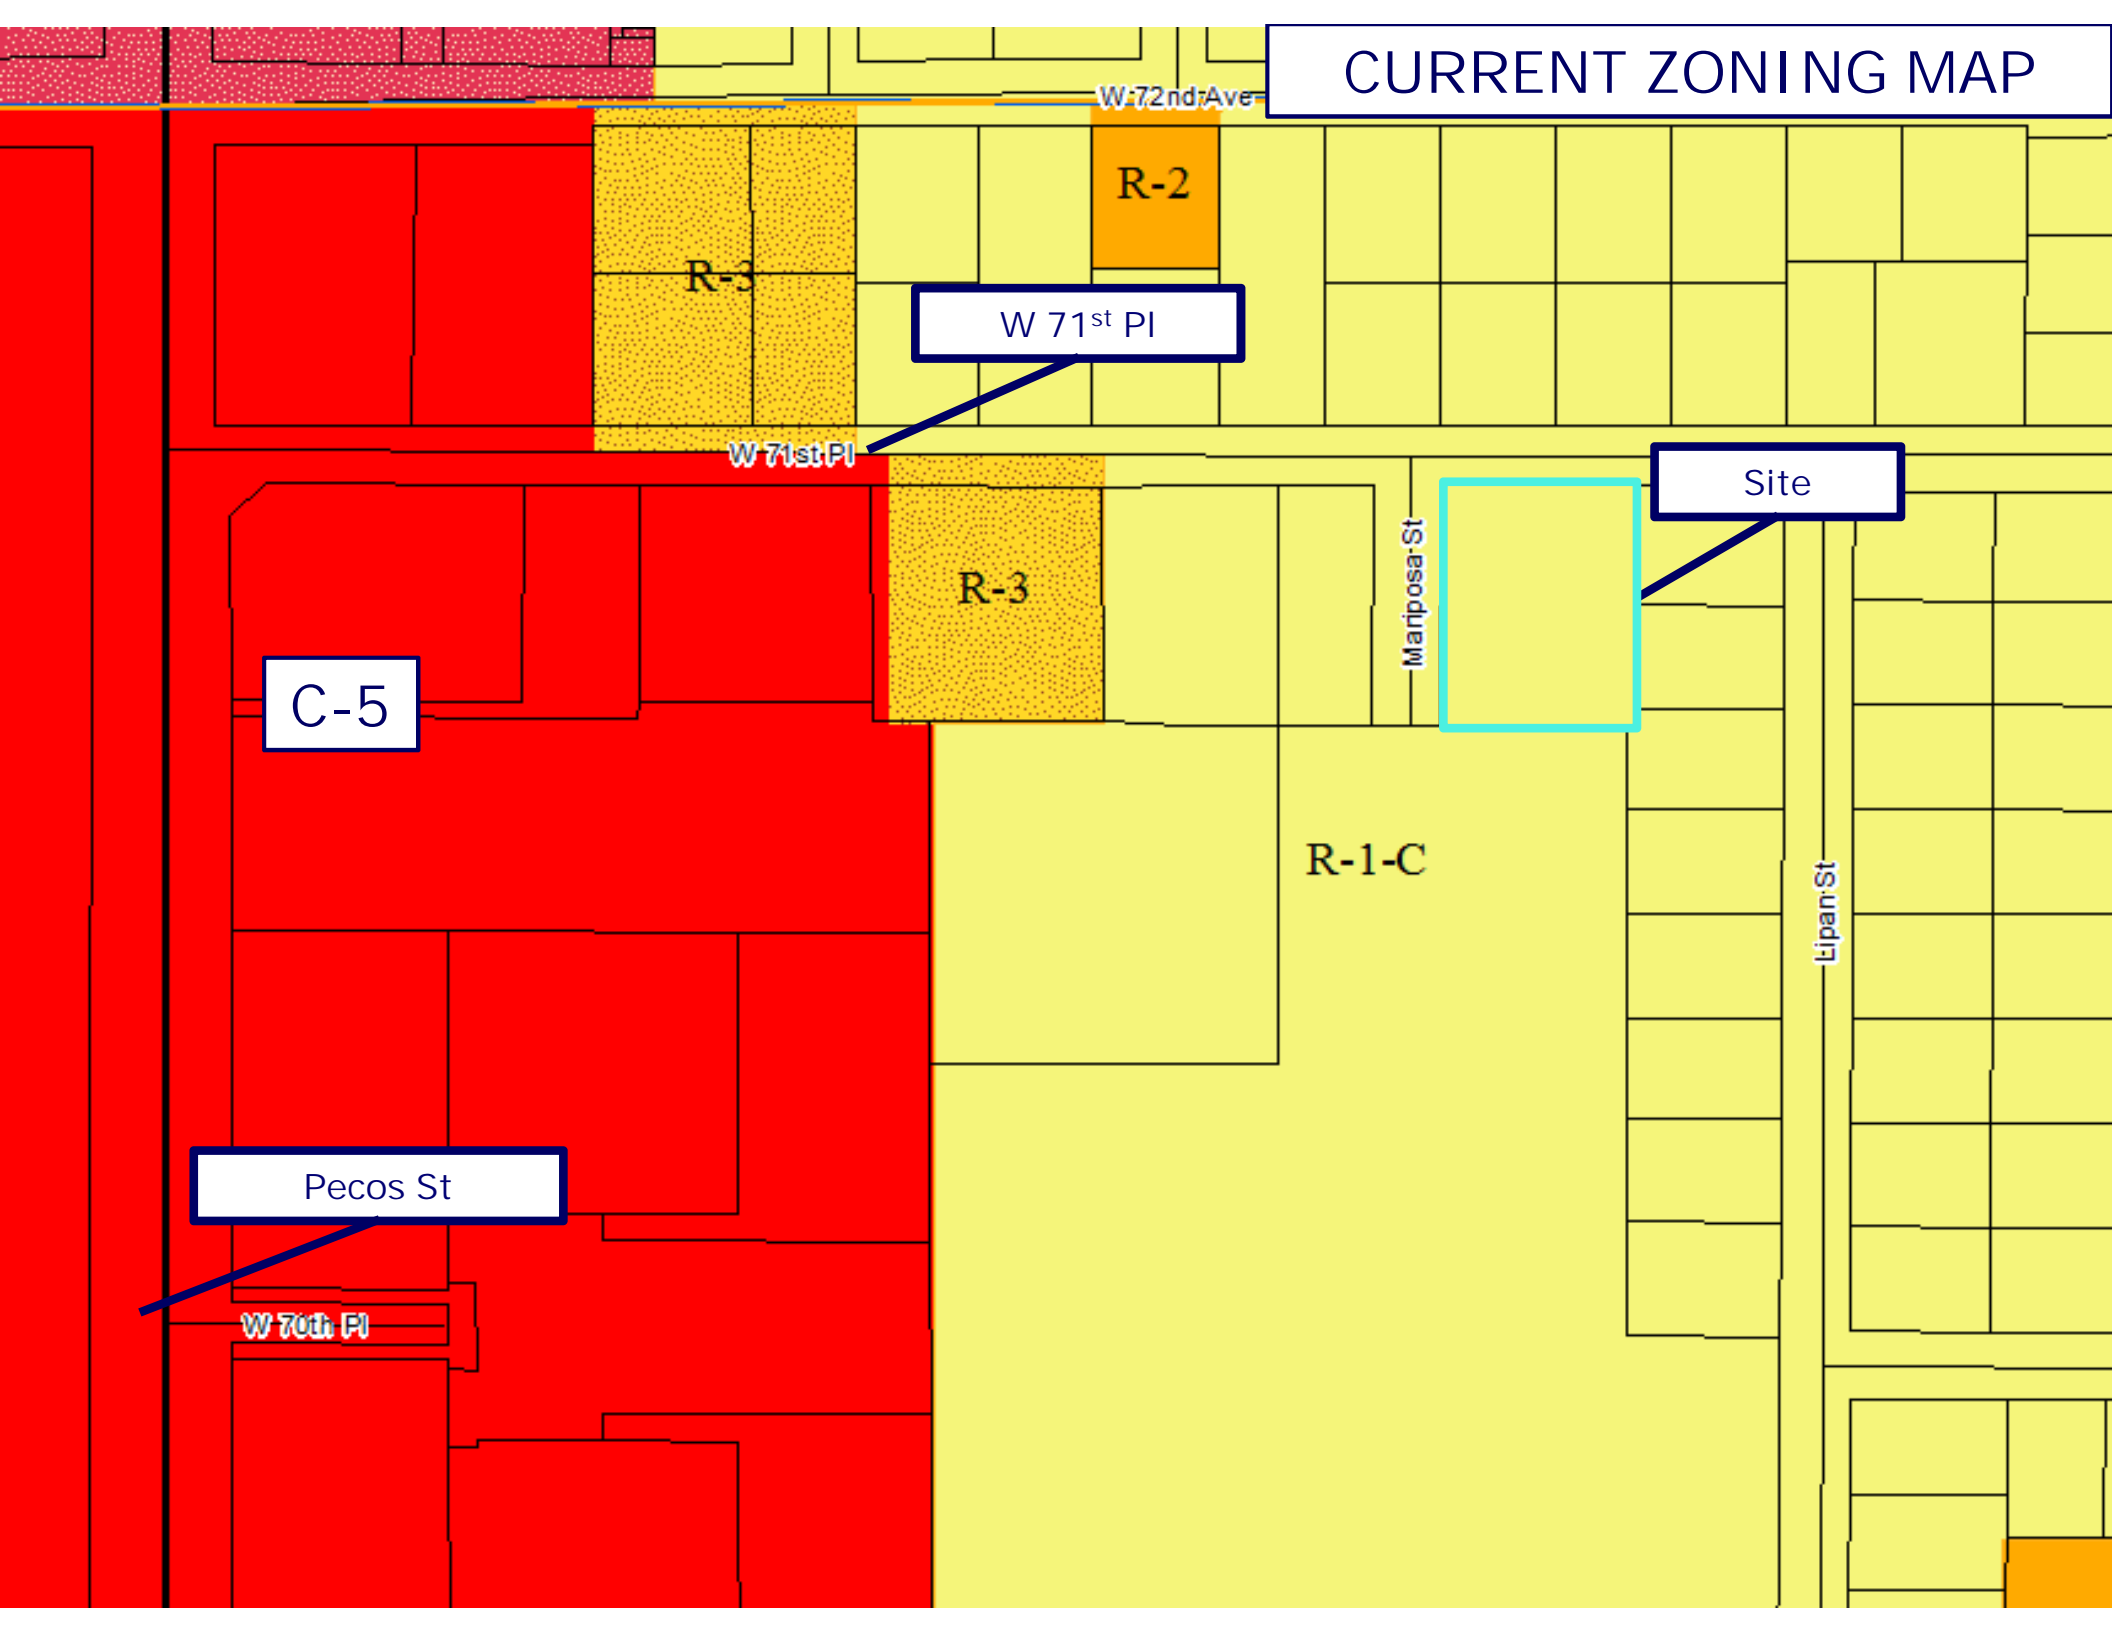 CURRENT ZONING MAP
W 72nd Ave
R-2
R-3
W 71st Pl
W 71st Pl
Site
R-3
Mariposa St
C-5
R-1-C
Lipan St
Pecos St
W 70th Pl